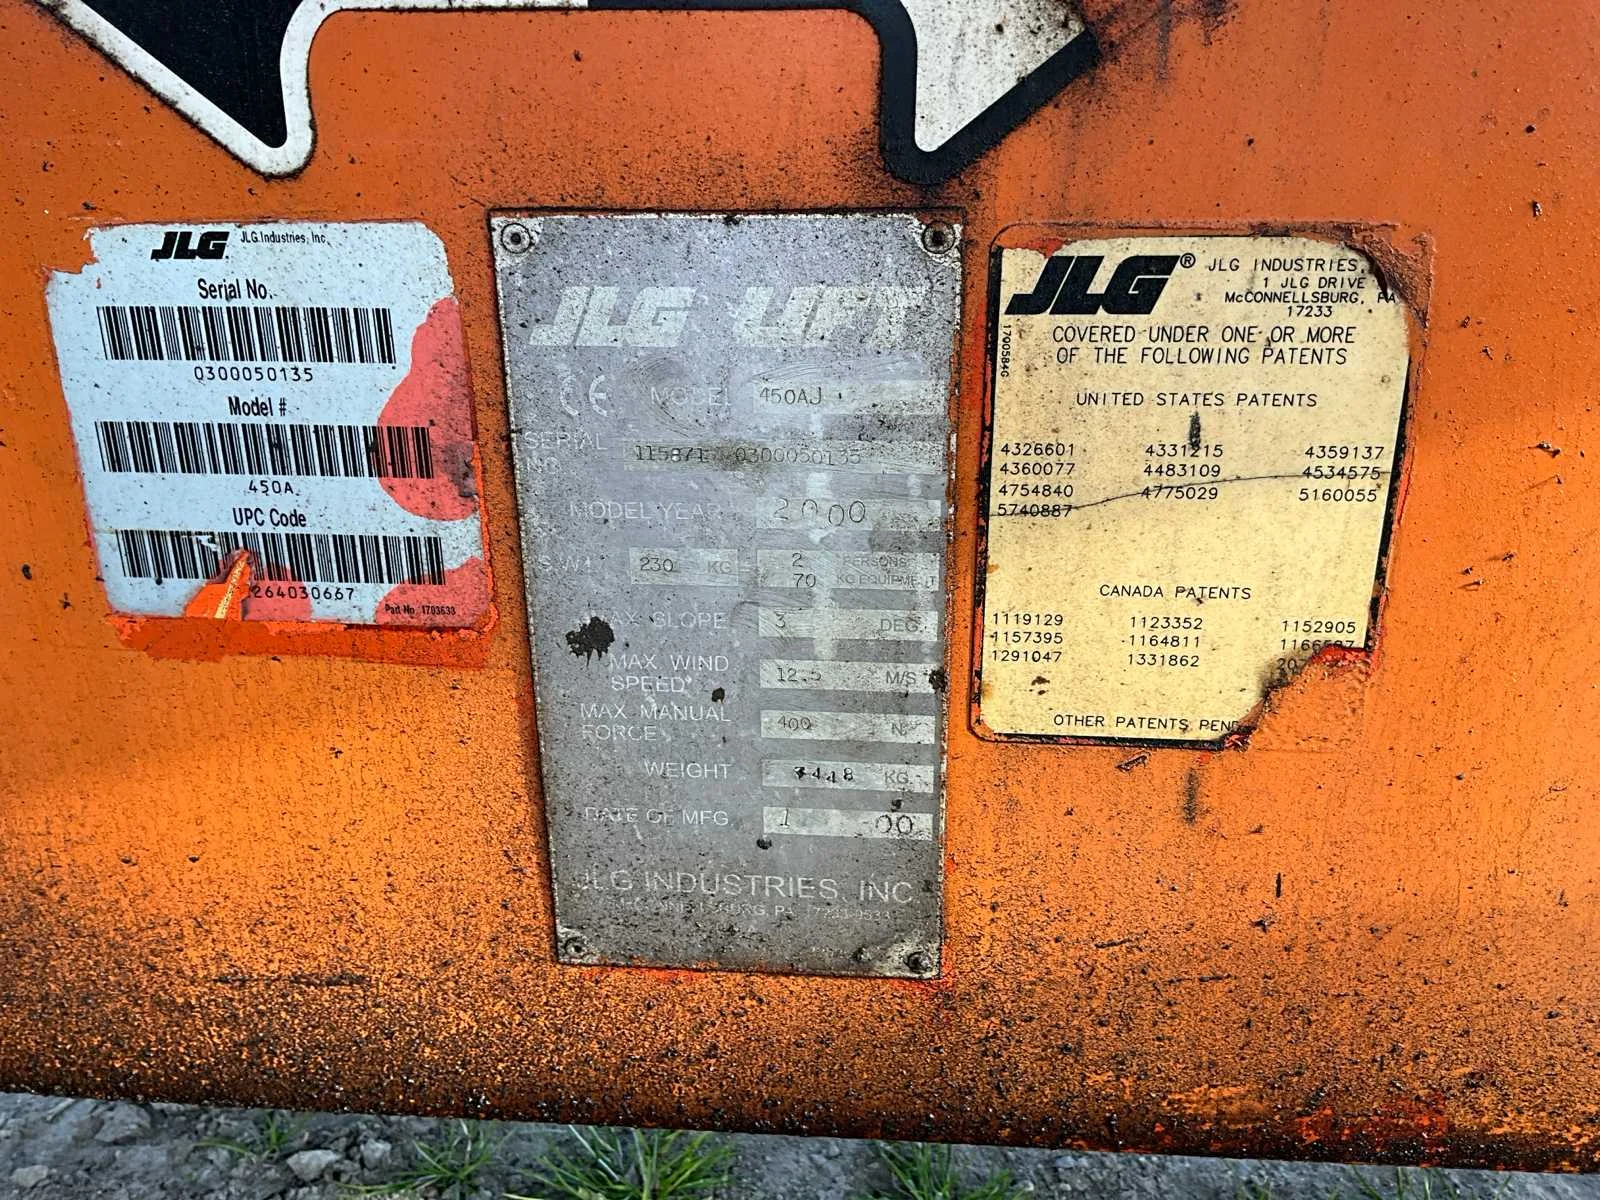 JLG JLG Industries, Inc.
Serial No.
0300050135
Model #
450A
UPC Code
264030667
Part No. 1703633
JLG LIFT
CE MODEL 450AJ
SERIAL NO. 115871 0300050135
MODEL YEAR 2000
230 KG 2 PERSONS
70 KG EQUIPMENT
MAX. SLOPE 3 DEG.
MAX. WIND
SPEED 12.5 M/S
MAX. MANUAL
FORCE 400 N
WEIGHT KG
DATE OF MFG. 1 00
JLG INDUSTRIES, INC
JLG® JLG INDUSTRIES,
1 JLG DRIVE
McCONNELLSBURG, PA
17233
COVERED UNDER ONE OR MORE
OF THE FOLLOWING PATENTS
UNITED STATES PATENTS
4326601 4331215 4359137
4360077 4483109 4534575
4754840 4775029 5160055
5740887
CANADA PATENTS
1119129 1123352 1152905
1157395 1164811
1291047 1331862
OTHER PATENTS PEND